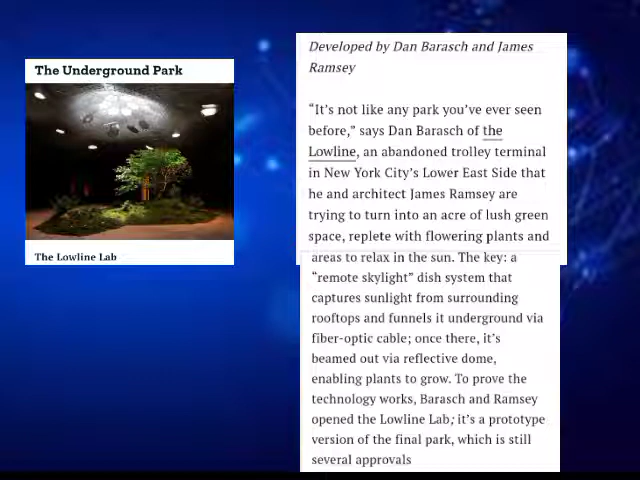 The Underground Park
The Lowline Lab
Developed by Dan Barasch and James
Ramsey
“It's not like any park you've ever seen
before,” says Dan Barasch of the
Lowline, an abandoned trolley terminal
in New York City's Lower East Side that
he and architect James Ramsey are
trying to turn into an acre of lush green
space, replete with flowering plants and
areas to relax in the sun. The key: a
“remote skylight” dish system that
captures sunlight from surrounding
rooftops and funnels it underground via
fiber-optic cable; once there, it's
beamed out via reflective dome,
enabling plants to grow. To prove the
technology works, Barasch and Ramsey
opened the Lowline Lab; it's a prototype
version of the final park, which is still
several approvals